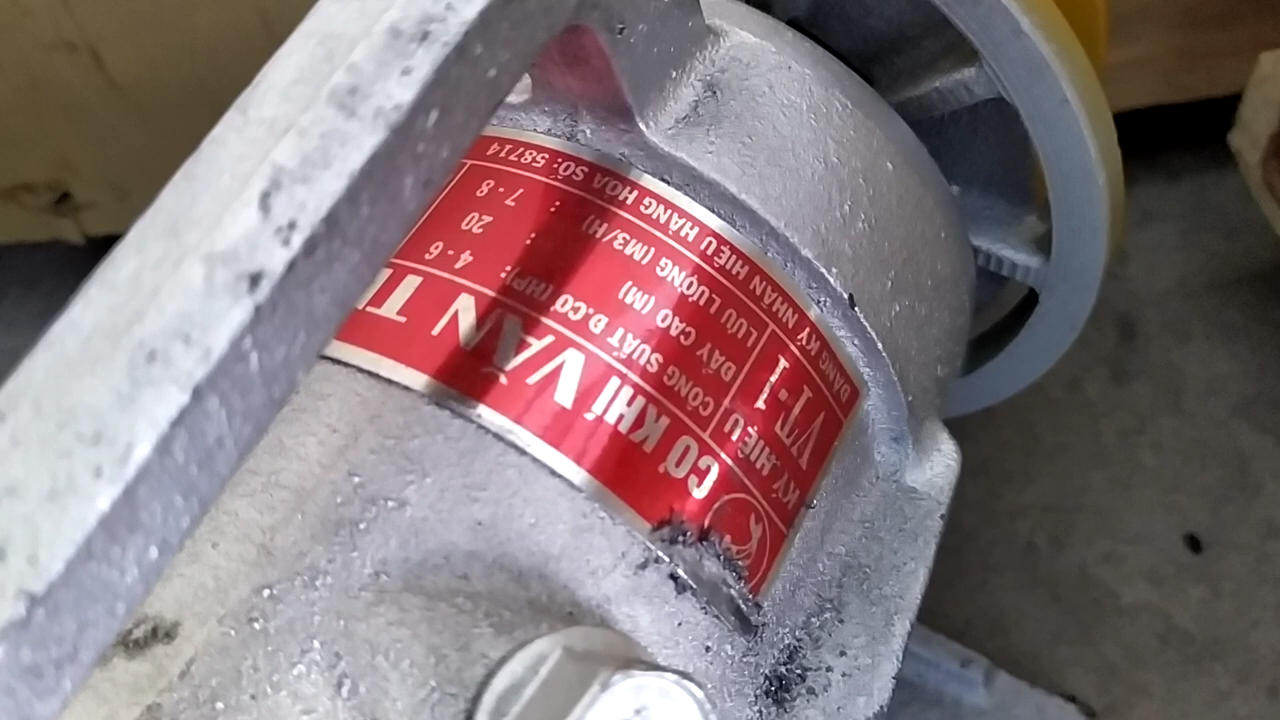 CƠ KHÍ VĂN T
KÝ HIỆU
VT-1
CÔNG SUẤT Đ.CƠ (HP): 4-6
ĐẨY CAO (M) : 20
LƯU LƯỢNG (M3/H) : 7-8
ĐĂNG KÝ NHÃN HIỆU HÀNG HÓA SỐ: 58714